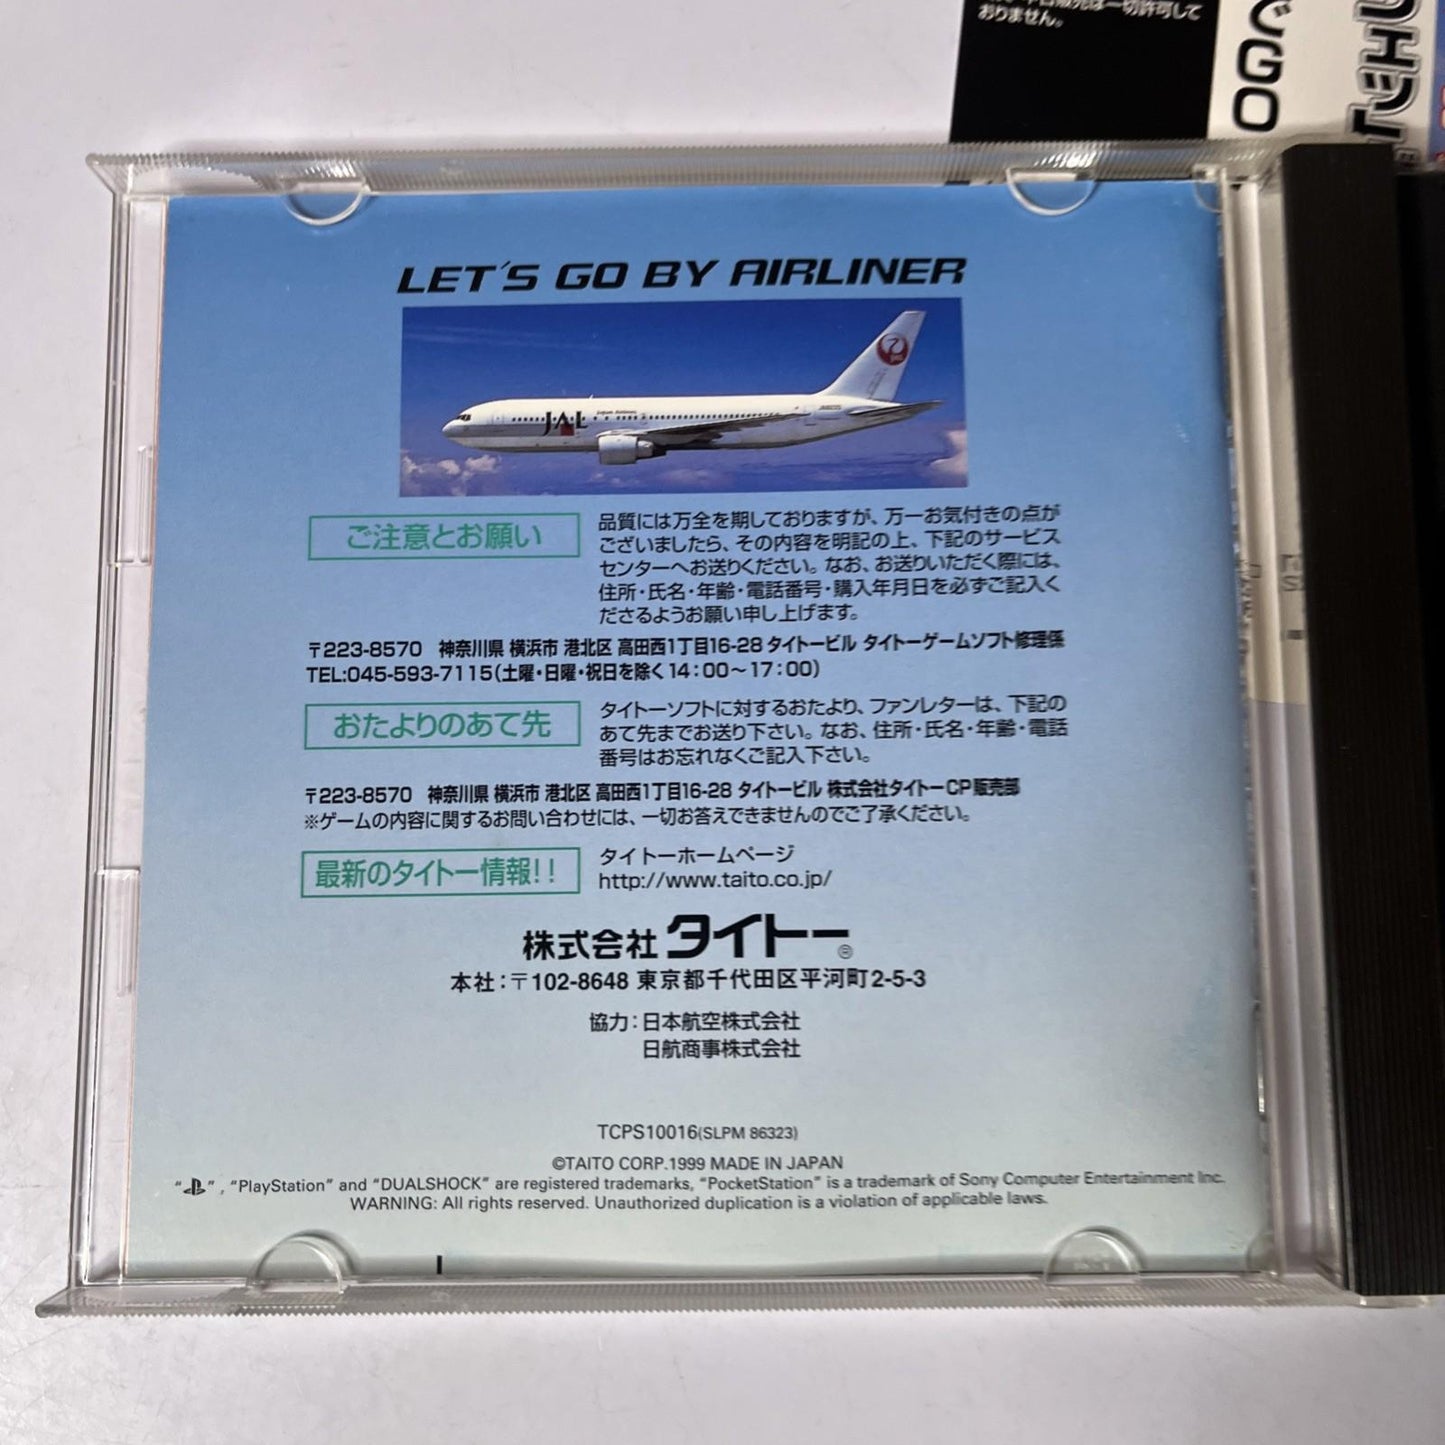 おりません。
でGO
LET'S GO BY AIRLINER
JAL Japan Airlines
ご注意とお願い
品質には万全を期しておりますが、万一お気付きの点が
ございましたら、その内容を明記の上、下記のサービス
センターへお送りください。なお、お送りいただく際には、
住所・氏名・年齢・電話番号・購入年月日を必ずご記入く
ださるようお願い申し上げます。
〒223-8570 神奈川県 横浜市 港北区 高田西1丁目16-28 タイトービル タイトーゲームソフト修理係
TEL:045-593-7115(土曜・日曜・祝日を除く 14:00〜17:00)
おたよりのあて先
タイトーソフトに対するおたより、ファンレターは、下記の
あて先までお送り下さい。なお、住所・氏名・年齢・電話
番号はお忘れなくご記入下さい。
〒223-8570 神奈川県 横浜市 港北区 高田西1丁目16-28 タイトービル 株式会社タイトーCP販売部
※ゲームの内容に関するお問い合わせには、一切お答えできませんのでご了承ください。
最新のタイトー情報!!
タイトーホームページ
http://www.taito.co.jp/
株式会社 タイトー®
本社:〒102-8648 東京都千代田区平河町2-5-3
協力:日本航空株式会社
日航商事株式会社
TCPS10016(SLPM 86323)
©TAITO CORP.1999 MADE IN JAPAN
" ", "PlayStation" and "DUALSHOCK" are registered trademarks, "PocketStation" is a trademark of Sony Computer Entertainment Inc.
WARNING: All rights reserved. Unauthorized duplication is a violation of applicable laws.